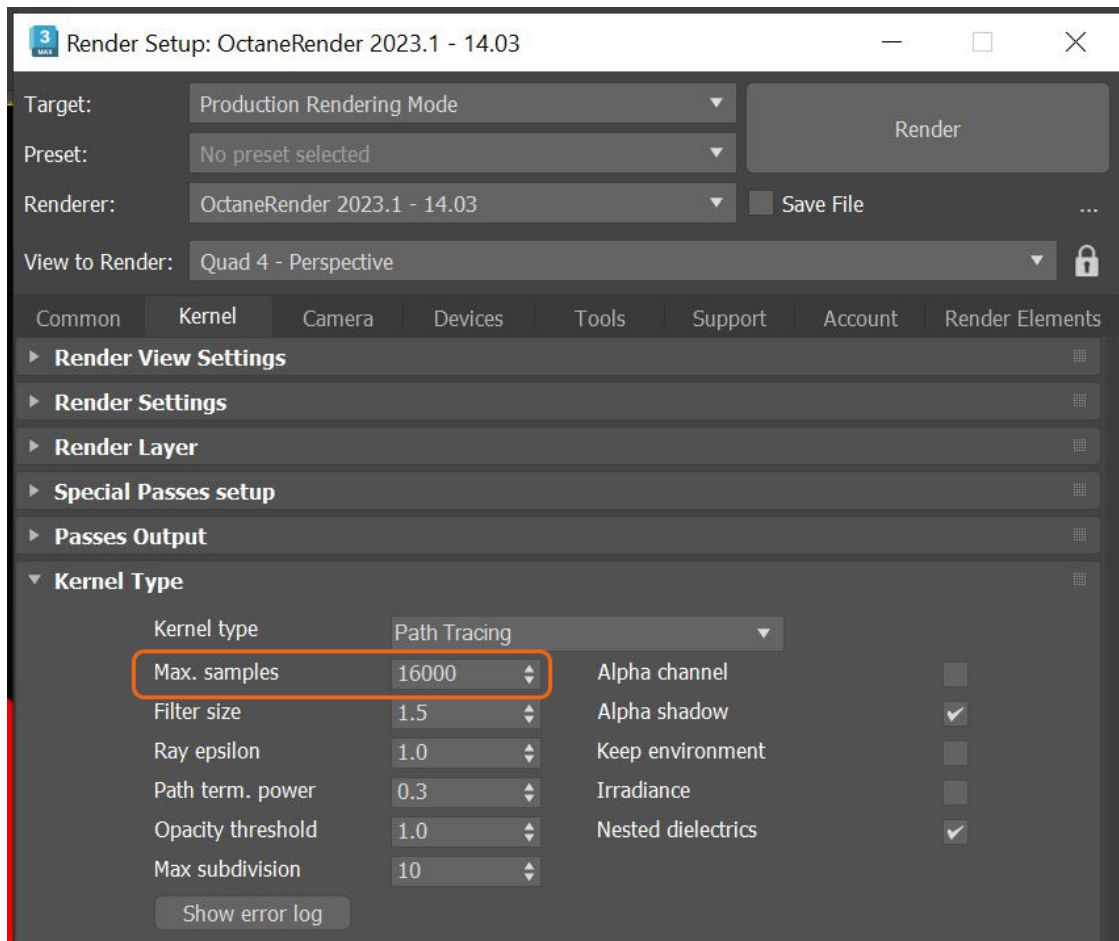 3
MAX
Render Setup: OctaneRender 2023.1 - 14.03
Target: Production Rendering Mode
Render
Preset: No preset selected
Renderer: OctaneRender 2023.1 - 14.03 Save File ...
View to Render: Quad 4 - Perspective
Common Kernel Camera Devices Tools Support Account Render Elements
Render View Settings
Render Settings
Render Layer
Special Passes setup
Passes Output
Kernel Type
Kernel type Path Tracing
Max. samples 16000 Alpha channel
Filter size 1.5 Alpha shadow
Ray epsilon 1.0 Keep environment
Path term. power 0.3 Irradiance
Opacity threshold 1.0 Nested dielectrics
Max subdivision 10
Show error log